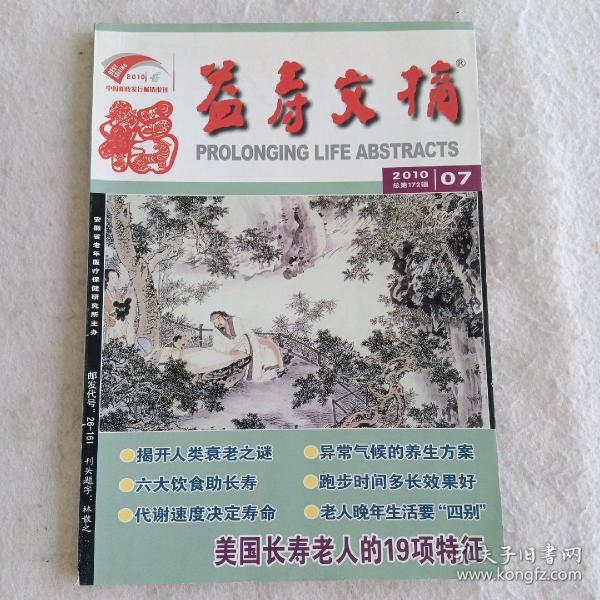 BEST SELLING
2010
中国邮政发行畅销报刊
福
益寿文摘®
PROLONGING LIFE ABSTRACTS
2010
总第172辑
07
安徽省老年医疗保健研究所主办
邮发代号：26-161 刊头题字：林散之
揭开人类衰老之谜
六大饮食助长寿
代谢速度决定寿命
异常气候的养生方案
跑步时间多长效果好
老人晚年生活要“四别”
美国长寿老人的19项特征
孔夫子旧书网
www.kongfz.com